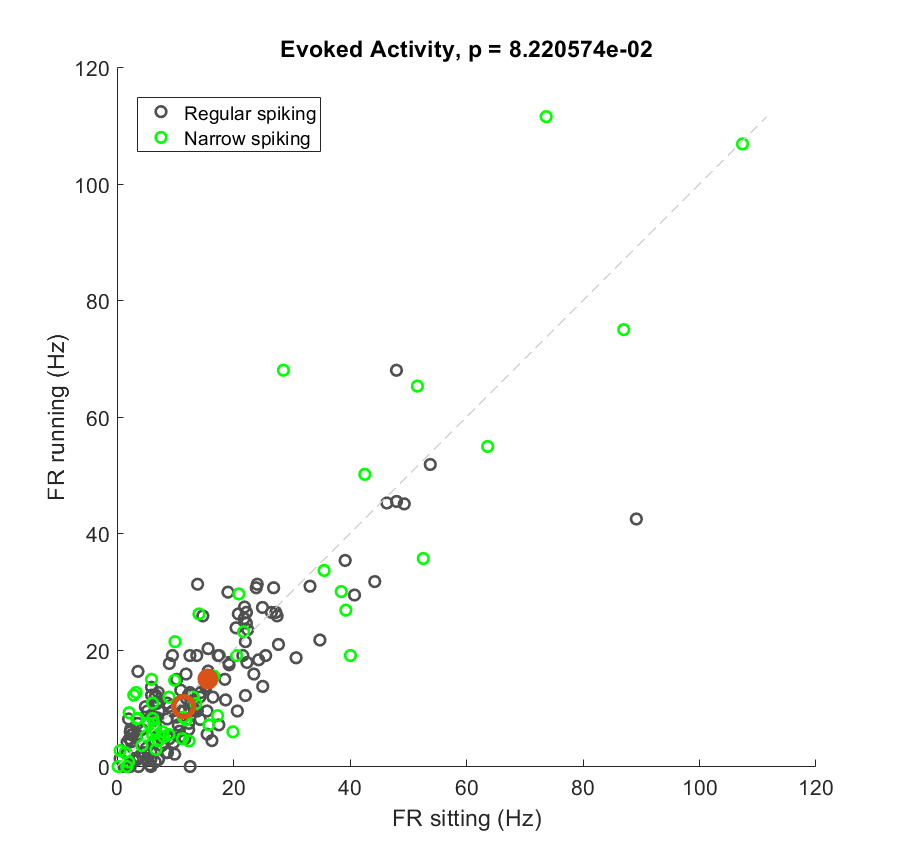 Evoked Activity, p = 8.220574e-02
120
100
80
60
40
20
0
FR running (Hz)
Regular spiking
Narrow spiking
0 20 40 60 80 100 120
FR sitting (Hz)